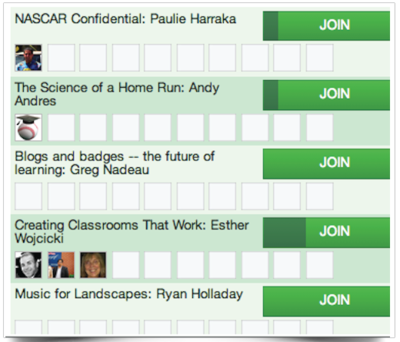 NASCAR Confidential: Paulie Harraka
JOIN
The Science of a Home Run: Andy
Andres
JOIN
Blogs and badges -- the future of
learning: Greg Nadeau
JOIN
Creating Classrooms That Work: Esther
Wojcicki
JOIN
Music for Landscapes: Ryan Holladay
JOIN